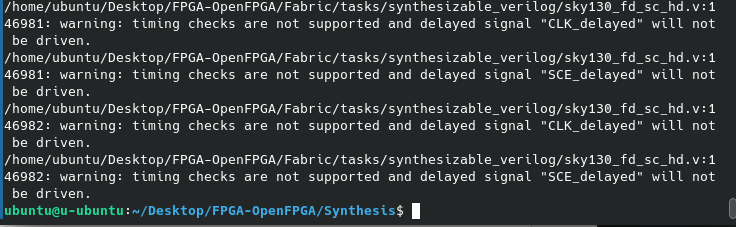 /home/ubuntu/Desktop/FPGA-OpenFPGA/Fabric/tasks/synthesizable_verilog/sky130_fd_sc_hd.v:1
46981: warning: timing checks are not supported and delayed signal "CLK_delayed" will not
 be driven.
/home/ubuntu/Desktop/FPGA-OpenFPGA/Fabric/tasks/synthesizable_verilog/sky130_fd_sc_hd.v:1
46981: warning: timing checks are not supported and delayed signal "SCE_delayed" will not
 be driven.
/home/ubuntu/Desktop/FPGA-OpenFPGA/Fabric/tasks/synthesizable_verilog/sky130_fd_sc_hd.v:1
46982: warning: timing checks are not supported and delayed signal "CLK_delayed" will not
 be driven.
/home/ubuntu/Desktop/FPGA-OpenFPGA/Fabric/tasks/synthesizable_verilog/sky130_fd_sc_hd.v:1
46982: warning: timing checks are not supported and delayed signal "SCE_delayed" will not
 be driven.
ubuntu@u-ubuntu:~/Desktop/FPGA-OpenFPGA/Synthesis$